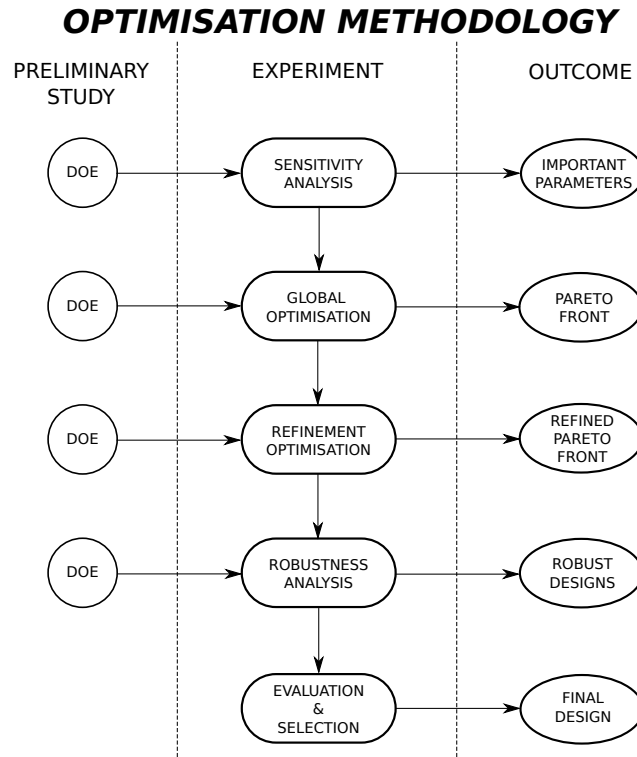 OPTIMISATION METHODOLOGY
PRELIMINARY
STUDY
EXPERIMENT
OUTCOME
DOE
SENSITIVITY
ANALYSIS
IMPORTANT
PARAMETERS
DOE
GLOBAL
OPTIMISATION
PARETO
FRONT
DOE
REFINEMENT
OPTIMISATION
REFINED
PARETO
FRONT
DOE
ROBUSTNESS
ANALYSIS
ROBUST
DESIGNS
EVALUATION
&
SELECTION
FINAL
DESIGN